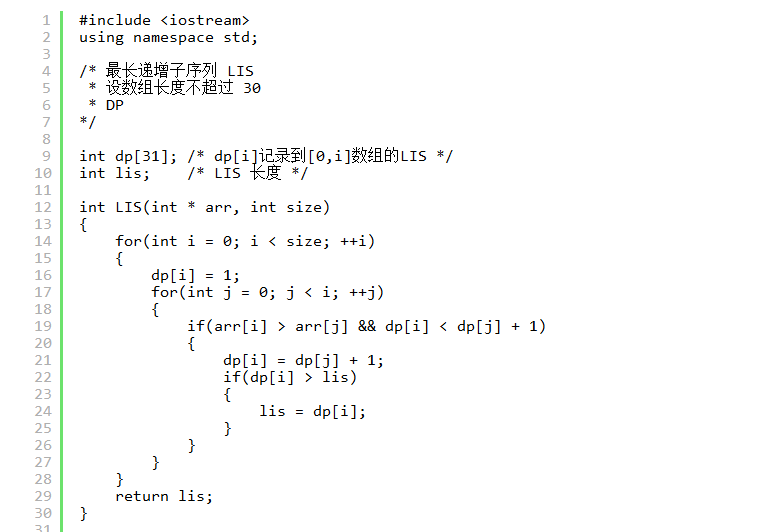 1 #include <iostream>
2 using namespace std;
3
4 /* 最长递增子序列 LIS
5  * 设数组长度不超过 30
6  * DP
7 */
8
9 int dp[31]; /* dp[i]记录到[0,i]数组的LIS */
10 int lis;    /* LIS 长度 */
11
12 int LIS(int * arr, int size)
13 {
14     for(int i = 0; i < size; ++i)
15     {
16         dp[i] = 1;
17         for(int j = 0; j < i; ++j)
18         {
19             if(arr[i] > arr[j] && dp[i] < dp[j] + 1)
20             {
21                 dp[i] = dp[j] + 1;
22                 if(dp[i] > lis)
23                 {
24                     lis = dp[i];
25                 }
26             }
27         }
28     }
29     return lis;
30 }
31